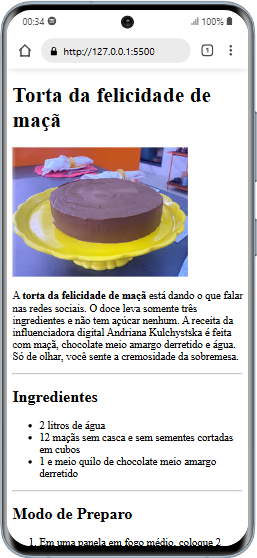 00:34
100%
http://127.0.0.1:5500
1
Torta da felicidade de
maçã
A torta da felicidade de maçã está dando o que falar
nas redes sociais. O doce leva somente três
ingredientes e não tem açúcar nenhum. A receita da
influenciadora digital Andriana Kulchystska é feita
com maçã, chocolate meio amargo derretido e água.
Só de olhar, você sente a cremosidade da sobremesa.
Ingredientes
2 litros de água
12 maçãs sem casca e sem sementes cortadas
em cubos
1 e meio quilo de chocolate meio amargo
derretido
Modo de Preparo
1. Em uma panela em fogo médio, coloque 2